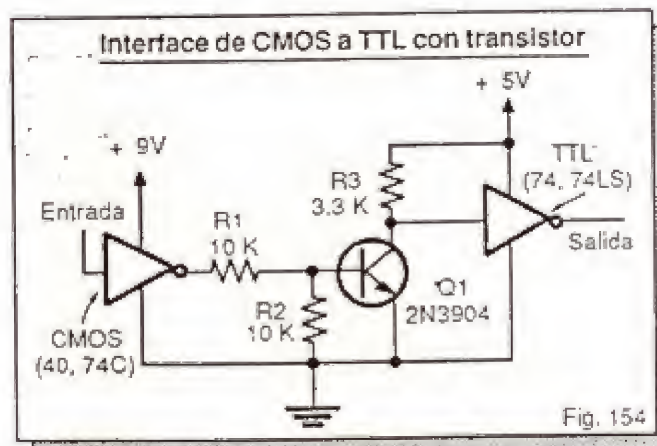 Interface de CMOS a TTL con transistor
+ 5V
+ 9V
TTL
(74, 74LS)
R3
3.3 K
Entrada
R1
10 K
Salida
Q1
2N3904
R2
10 K
CMOS
(40, 74C)
Fig. 154